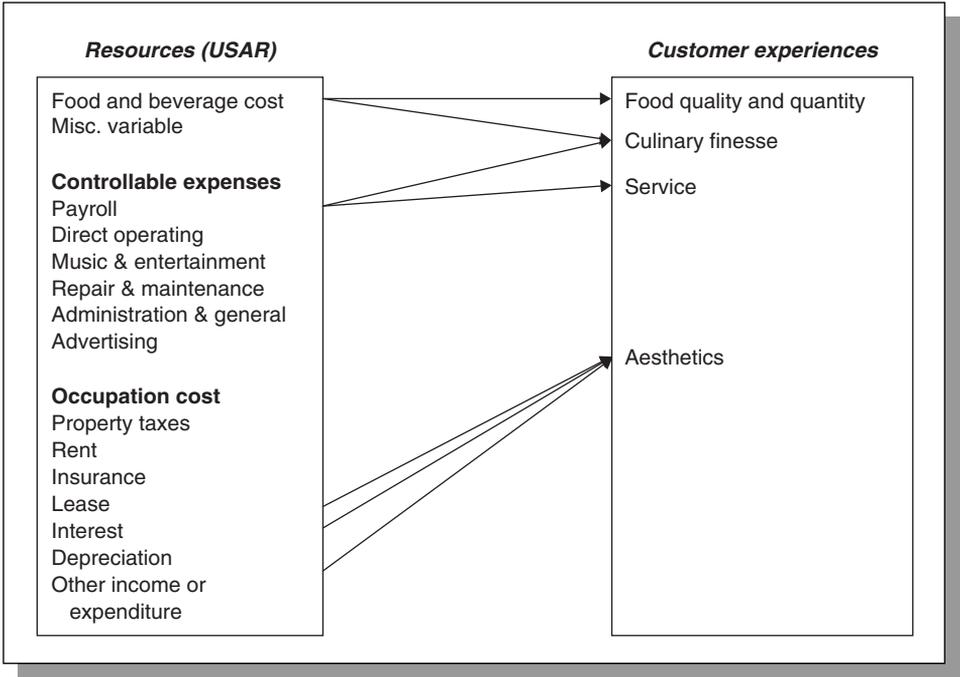 Resources (USAR)
Food and beverage cost
Misc. variable
Controllable expenses
Payroll
Direct operating
Music & entertainment
Repair & maintenance
Administration & general
Advertising
Occupation cost
Property taxes
Rent
Insurance
Lease
Interest
Depreciation
Other income or
expenditure
Customer experiences
Food quality and quantity
Culinary finesse
Service
Aesthetics